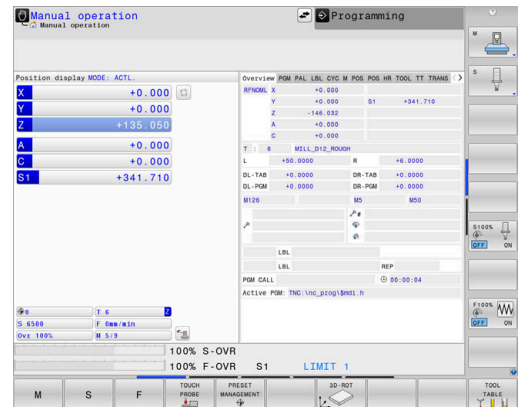 Manual operation
Manual operation
Programming
Position display MODE: ACTL.
X +0.000
Y +0.000
Z +135.050
A +0.000
C +0.000
S1 +341.710
Overview PGM PAL LBL CYC M POS POS HR TOOL TT TRANS
RFNOML X +0.000
Y +0.000 S1 +341.710
Z -146.032
A +0.000
C +0.000
T : 6 MILL_D12_ROUGH
L +50.0000 R +6.0000
DL-TAB +0.0000 DR-TAB +0.0000
DL-PGM +0.0000 DR-PGM +0.0000
M126 M5 M50
P P#
LBL
LBL REP
PGM CALL 00:00:04
Active PGM: TNC:\nc_prog\$mdi.h
0 T 6 Z
S 6500 F 0mm/min
Ovr 100% M 5/9
100% S-OVR
100% F-OVR S1 LIMIT 1
M
S
F
TOUCH PROBE
PRESET MANAGEMENT
3D-ROT
TOOL TABLE
M
S
S100%
OFF ON
F100%
OFF ON